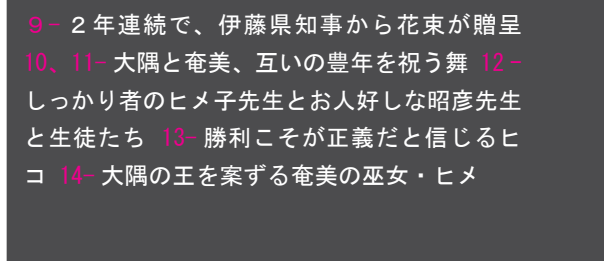 ９－２年連続で、伊藤県知事から花束が贈呈
10、11－大隅と奄美、互いの豊年を祝う舞 12－
しっかり者のヒメ子先生とお人好しな昭彦先生
と生徒たち 13－勝利こそが正義だと信じるヒ
コ 14－大隅の王を案ずる奄美の巫女・ヒメ